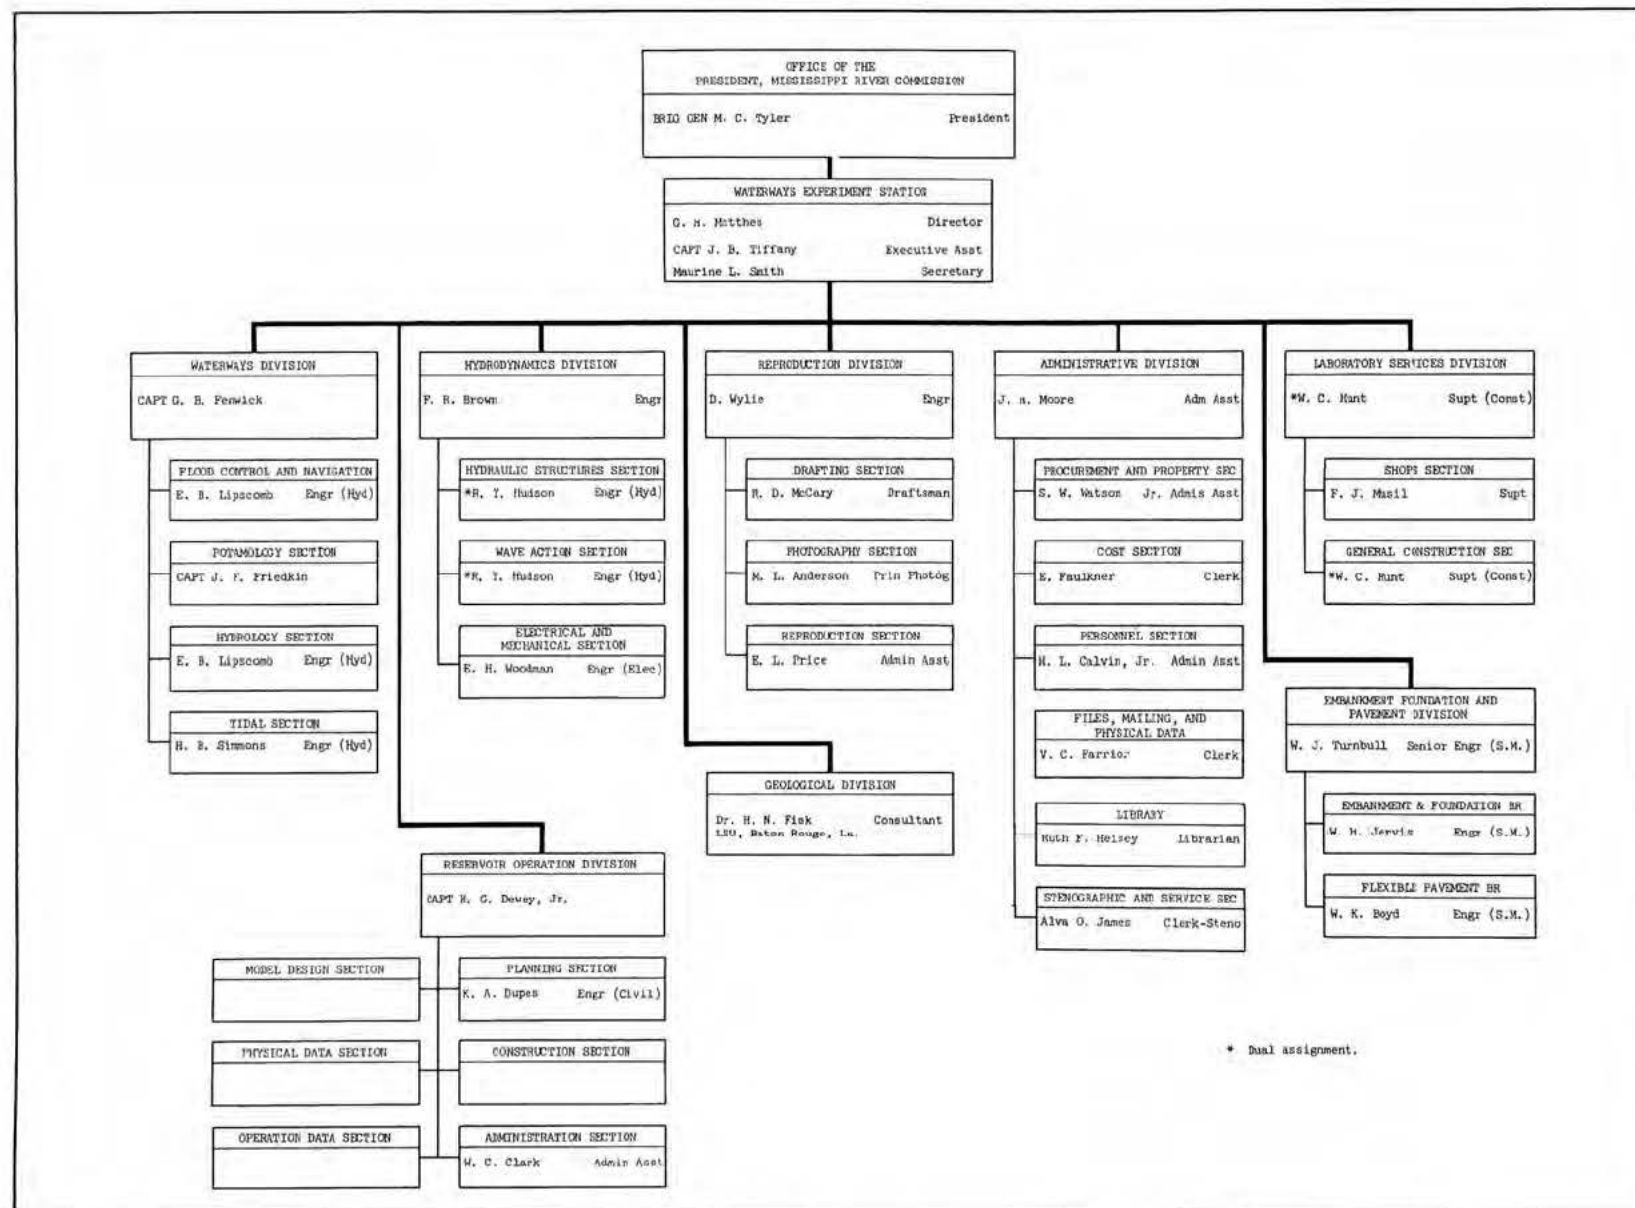 OFFICE OF THE
PRESIDENT, MISSISSIPPI RIVER COMMISSION
BRIG GEN M. C. Tyler President
WATERWAYS EXPERIMENT STATION
G. H. Matthes Director
CAPT J. B. Tiffany Executive Asst
Maurine L. Smith Secretary
WATERWAYS DIVISION
CAPT G. B. Fenwick
FLOOD CONTROL AND NAVIGATION
E. B. Lipscomb Engr (Hyd)
POTAMOLOGY SECTION
CAPT J. F. Friedkin
HYDROLOGY SECTION
E. B. Lipscomb Engr (Hyd)
TIDAL SECTION
H. B. Simmons Engr (Hyd)
HYDRODYNAMICS DIVISION
F. R. Brown Engr
HYDRAULIC STRUCTURES SECTION
*R. Y. Hudson Engr (Hyd)
WAVE ACTION SECTION
*R. Y. Hudson Engr (Hyd)
ELECTRICAL AND
MECHANICAL SECTION
E. H. Woodman Engr (Elec)
REPRODUCTION DIVISION
D. Wylie Engr
DRAFTING SECTION
R. D. McCary Draftsman
PHOTOGRAPHY SECTION
M. L. Anderson Prin Photog
REPRODUCTION SECTION
E. L. Price Admin Asst
ADMINISTRATIVE DIVISION
J. Moore Adm Asst
PROCUREMENT AND PROPERTY SEC
S. W. Watson Jr. Admis Asst
COST SECTION
E. Faulkner Clerk
PERSONNEL SECTION
H. L. Calvin, Jr. Admin Asst
FILES, MAILING, AND
PHYSICAL DATA
V. C. Farrior Clerk
LIBRARY
Ruth F. Heisey Librarian
STENOGRAPHIC AND SERVICE SEC
Alva O. James Clerk-Steno
LABORATORY SERVICES DIVISION
*W. C. Hunt Supt (Const)
SHOPS SECTION
F. J. Musil Supt
GENERAL CONSTRUCTION SEC
*W. C. Hunt Supt (Const)
EMBANKMENT FOUNDATION AND
PAVEMENT DIVISION
W. J. Turnbull Senior Engr (S.M.)
EMBANKMENT & FOUNDATION BR
W. H. Jervis Engr (S.M.)
FLEXIBLE PAVEMENT BR
W. K. Boyd Engr (S.M.)
GEOLOGICAL DIVISION
Dr. H. N. Fisk Consultant
LSU, Baton Rouge, La.
RESERVOIR OPERATION DIVISION
CAPT H. G. Dewey, Jr.
MODEL DESIGN SECTION
PLANNING SECTION
K. A. Dupes Engr (Civil)
PHYSICAL DATA SECTION
CONSTRUCTION SECTION
OPERATION DATA SECTION
ADMINISTRATION SECTION
W. C. Clark Admin Asst
* Dual assignment.